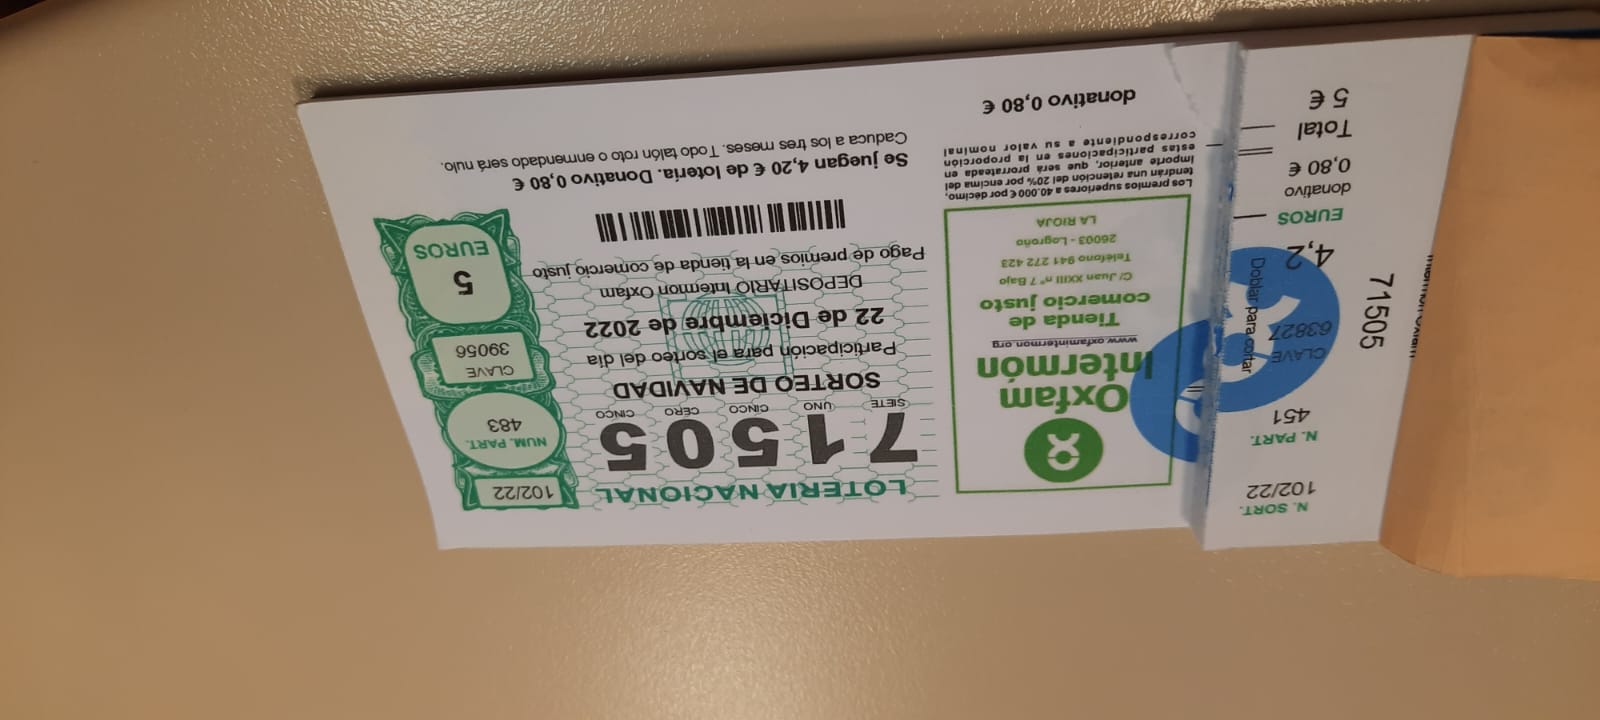 N. SORT.
102/22
N. PART.
451
CLAVE
63827
Doblar para cortar
4,2
EUROS
donativo
0,80 €
Total
5 €
71505
Oxfam
Intermón
www.oxfamintermon.org
Tienda de
comercio justo
C/ Juan XXIII nº 7 Bajo
Teléfono 941 272 423
26003 - Logroño
LA RIOJA
Los premios superiores a 40.000 € por décimo,
tendrán una retención del 20% por encima del
importe anterior, que será prorrateada en
estas participaciones en la proporción
correspondiente a su valor nominal
donativo 0,80 €
LOTERIA NACIONAL
71505
SIETE UNO CINCO CERO CINCO
SORTEO DE NAVIDAD
Participación para el sorteo del día
22 de Diciembre de 2022
DEPOSITARIO Intermon Oxfam
Pago de premios en la tienda de comercio justo
Se juegan 4,20 € de lotería. Donativo 0,80 €
Caduca a los tres meses. Todo talón roto o enmendado será nulo.
102/22
NUM. PART.
483
CLAVE
39056
5
EUROS